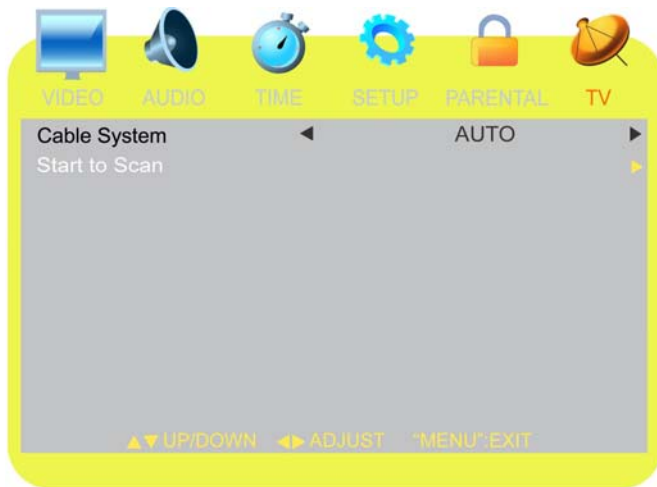 VIDEO AUDIO TIME SETUP PARENTAL TV
Cable System AUTO
Start to Scan
UP/DOWN ADJUST “MENU”:EXIT